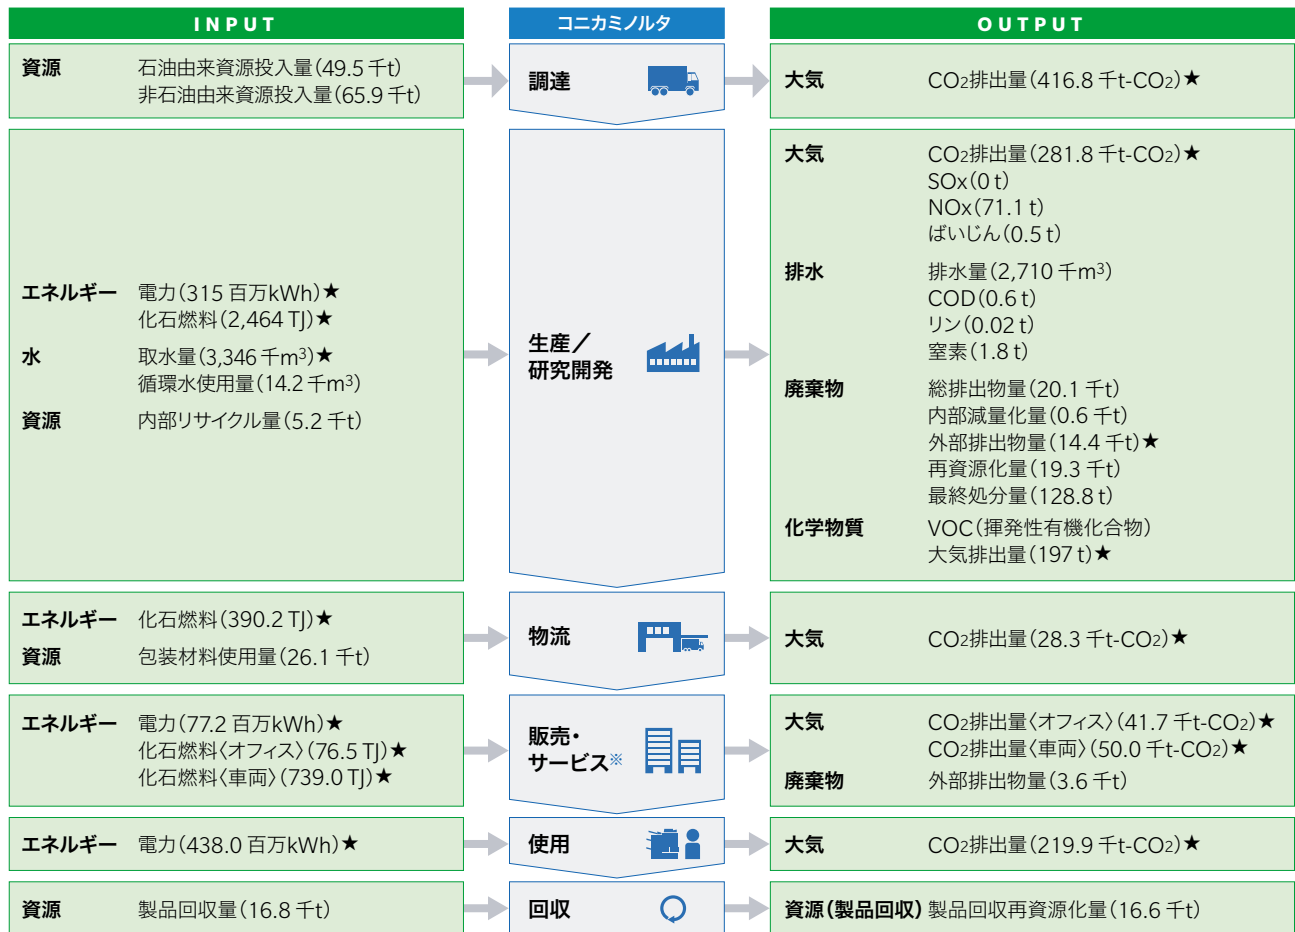 INPUT
コニカミノルタ
OUTPUT
資源 石油由来資源投入量(49.5 千t)
非石油由来資源投入量(65.9 千t)
調達
大気 CO2排出量(416.8 千t-CO2)★
エネルギー 電力(315 百万kWh)★
化石燃料(2,464 TJ)★
水 取水量(3,346 千m³)★
循環水使用量(14.2 千m³)
資源 内部リサイクル量(5.2 千t)
生産／
研究開発
大気 CO2排出量(281.8 千t-CO2)★
SOx(0 t)
NOx(71.1 t)
ばいじん(0.5 t)
排水 排水量(2,710 千m³)
COD(0.6 t)
リン(0.02 t)
窒素(1.8 t)
廃棄物 総排出物量(20.1 千t)
内部減量化量(0.6 千t)
外部排出物量(14.4 千t)★
再資源化量(19.3 千t)
最終処分量(128.8 t)
化学物質 VOC(揮発性有機化合物)
大気排出量(197 t)★
エネルギー 化石燃料(390.2 TJ)★
資源 包装材料使用量(26.1 千t)
物流
大気 CO2排出量(28.3 千t-CO2)★
エネルギー 電力(77.2 百万kWh)★
化石燃料〈オフィス〉(76.5 TJ)★
化石燃料〈車両〉(739.0 TJ)★
販売・
サービス※
大気 CO2排出量〈オフィス〉(41.7 千t-CO2)★
CO2排出量〈車両〉(50.0 千t-CO2)★
廃棄物 外部排出物量(3.6 千t)
エネルギー 電力(438.0 百万kWh)★
使用
大気 CO2排出量(219.9 千t-CO2)★
資源 製品回収量(16.8 千t)
回収
資源(製品回収) 製品回収再資源化量(16.6 千t)